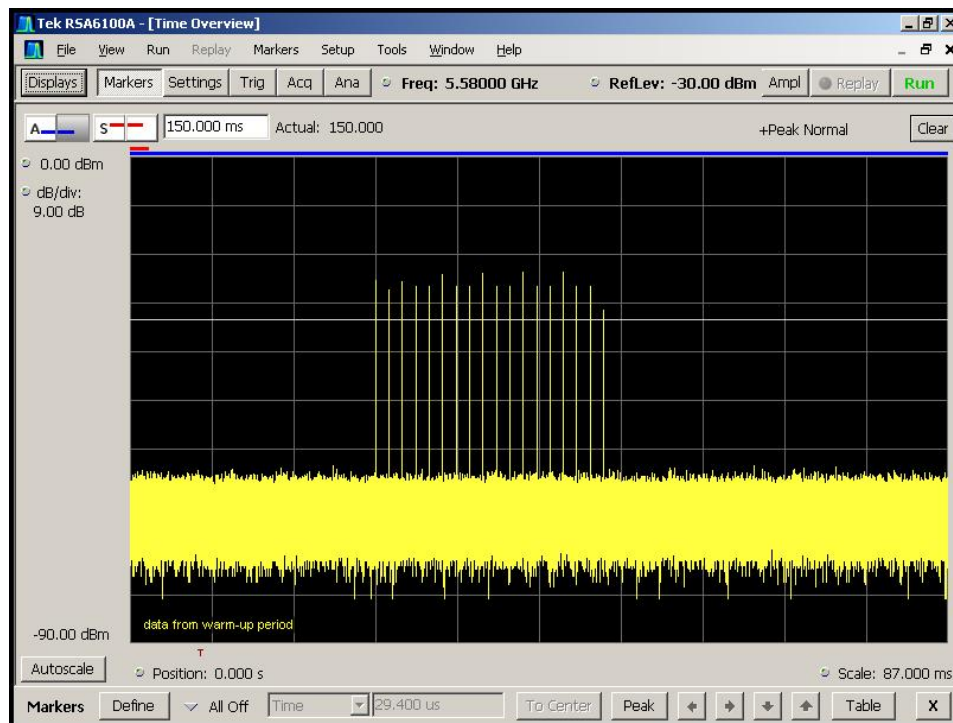 Tek RSA6100A - [Time Overview]
File View Run Replay Markers Setup Tools Window Help
Displays Markers Settings Trig Acq Ana Freq: 5.58000 GHz RefLev: -30.00 dBm Ampl Replay Run
A S 150.000 ms Actual: 150.000 +Peak Normal Clear
0.00 dBm
dB/div:
9.00 dB
data from warm-up period
-90.00 dBm
T
Autoscale Position: 0.000 s Scale: 87.000 ms
Markers Define All Off Time 29.400 us To Center Peak Table X